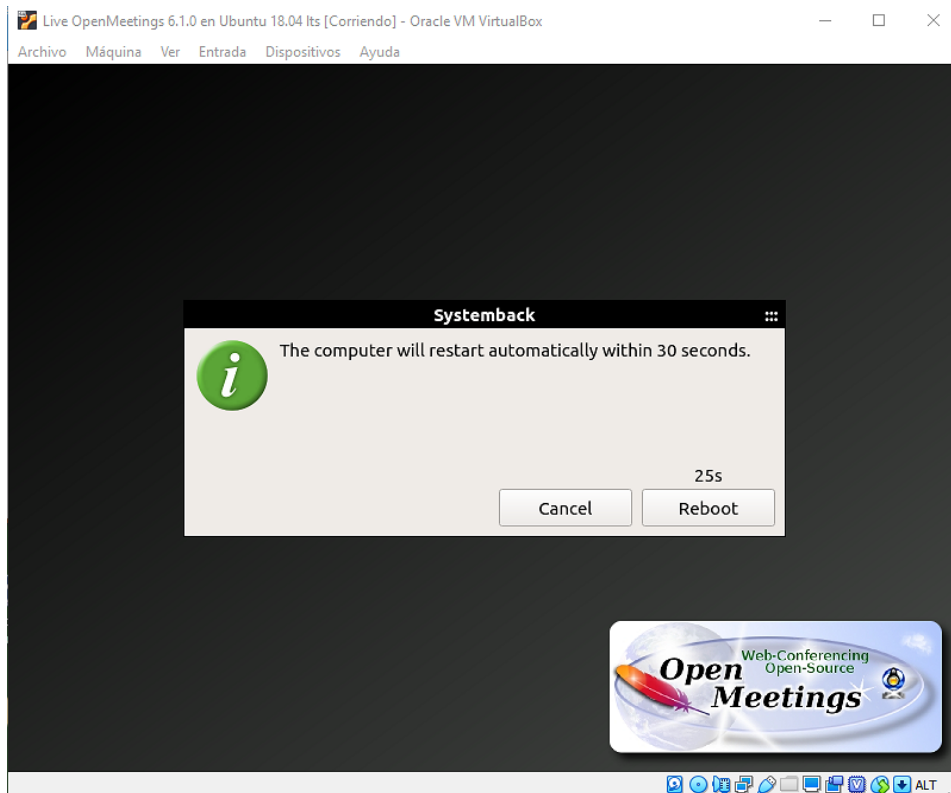 Live OpenMeetings 6.1.0 en Ubuntu 18.04 lts [Corriendo] - Oracle VM VirtualBox
Archivo Máquina Ver Entrada Dispositivos Ayuda
Systemback
i
The computer will restart automatically within 30 seconds.
25s
Cancel Reboot
Web-Conferencing
Open-Source
Open
Meetings
ALT